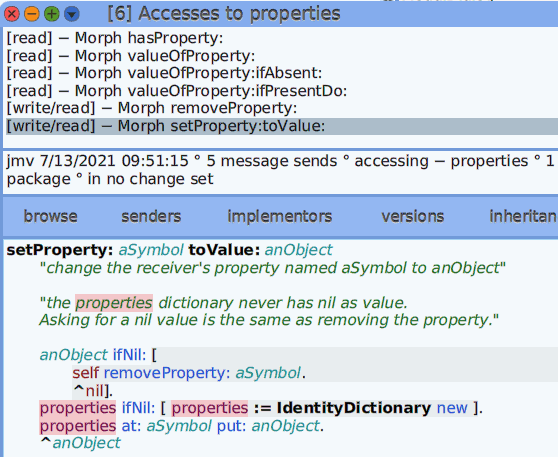 [6] Accesses to properties
[read] − Morph hasProperty:
[read] − Morph valueOfProperty:
[read] − Morph valueOfProperty:ifAbsent:
[read] − Morph valueOfProperty:ifPresentDo:
[write/read] − Morph removeProperty:
[write/read] − Morph setProperty:toValue:
jmv 7/13/2021 09:51:15 ° 5 message sends ° accessing − properties ° 1
package ° in no change set
browse senders implementors versions inheritan
setProperty: aSymbol toValue: anObject
"change the receiver's property named aSymbol to anObject"
"the properties dictionary never has nil as value.
Asking for a nil value is the same as removing the property."
anObject ifNil: [
self removeProperty: aSymbol.
^nil].
properties ifNil: [ properties := IdentityDictionary new ].
properties at: aSymbol put: anObject.
^anObject